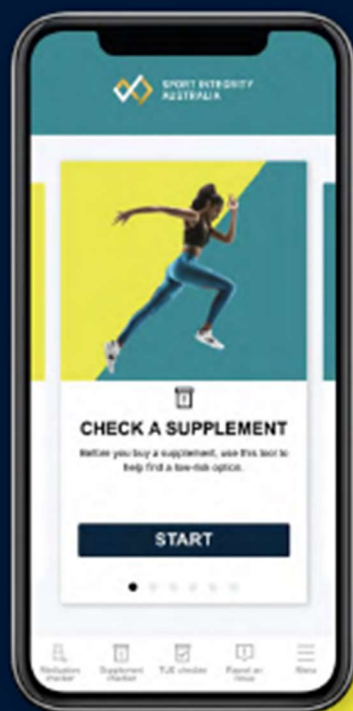 SPORT INTEGRITY
AUSTRALIA
CHECK A SUPPLEMENT
Before you buy a supplement, use this tool to
help find a low-risk option.
START
Medication
checker
Supplement
checker
TUE checker
Report an
issue
Menu